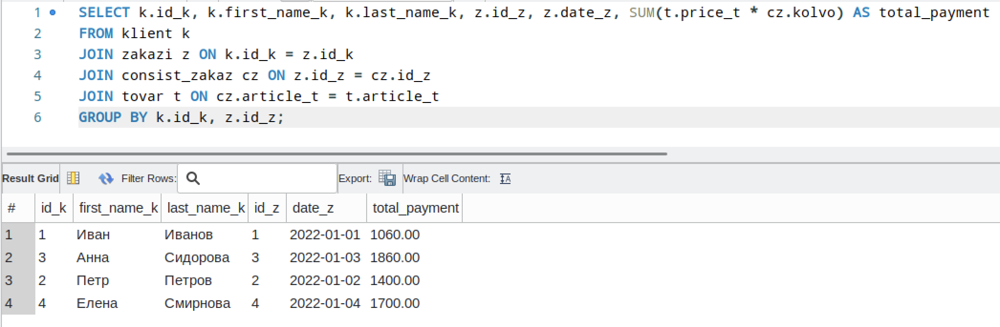 1 SELECT k.id_k, k.first_name_k, k.last_name_k, z.id_z, z.date_z, SUM(t.price_t * cz.kolvo) AS total_payment
2 FROM klient k
3 JOIN zakazi z ON k.id_k = z.id_k
4 JOIN consist_zakaz cz ON z.id_z = cz.id_z
5 JOIN tovar t ON cz.article_t = t.article_t
6 GROUP BY k.id_k, z.id_z;
Result Grid Filter Rows: Export: Wrap Cell Content:
# id_k first_name_k last_name_k id_z date_z total_payment
1 1 Иван Иванов 1 2022-01-01 1060.00
2 3 Анна Сидорова 3 2022-01-03 1860.00
3 2 Петр Петров 2 2022-01-02 1400.00
4 4 Елена Смирнова 4 2022-01-04 1700.00